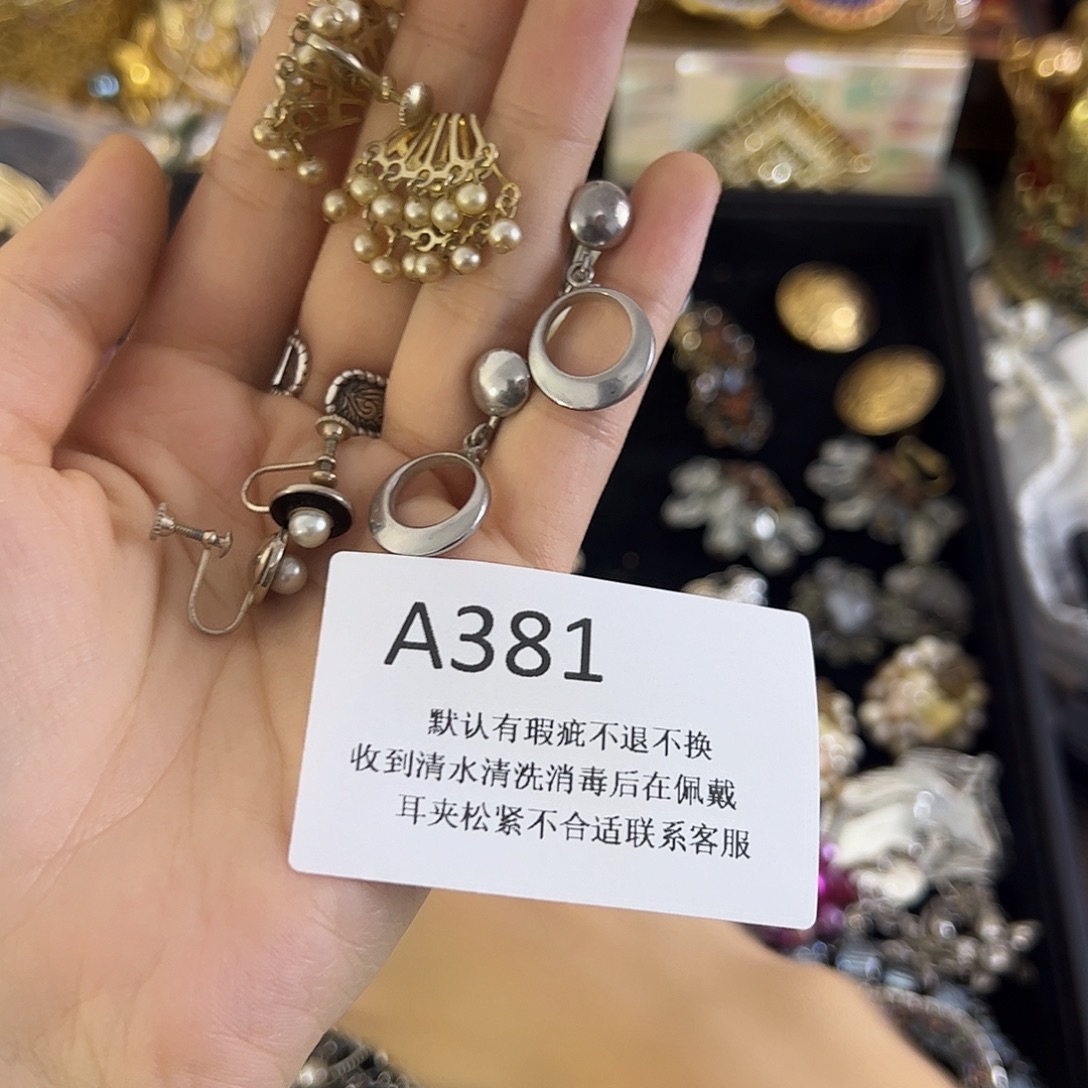 A381
默认有瑕疵不退不换
收到清水清洗消毒后在佩戴
耳夹松紧不合适联系客服